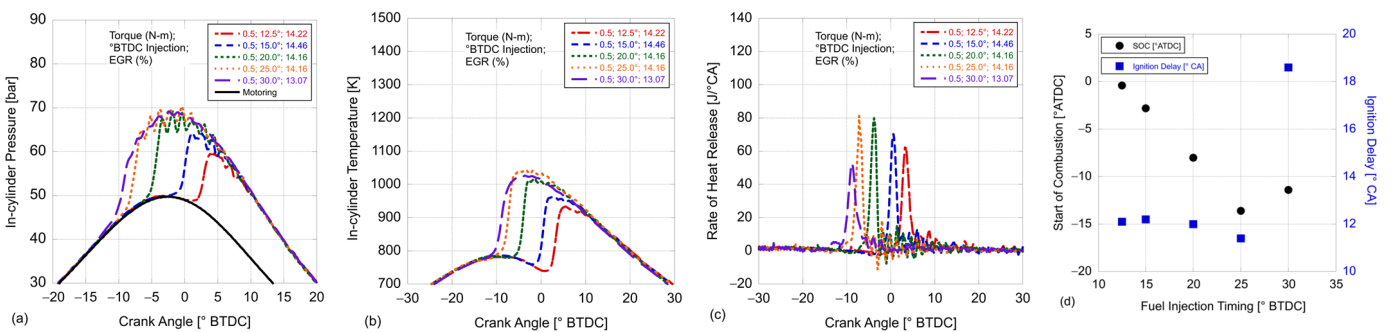 90
80
70
60
50
40
30
In-cylinder Pressure [bar]
Torque (N-m);
°BTDC Injection;
EGR (%)
0.5; 12.5°; 14.22
0.5; 15.0°; 14.46
0.5; 20.0°; 14.16
0.5; 25.0°; 14.16
0.5; 30.0°; 13.07
Motoring
−20 −15 −10 −5 0 5 10 15 20
Crank Angle [° BTDC]
(a)
1500
1400
1300
1200
1100
1000
900
800
700
In-cylinder Temperature [K]
Torque (N-m);
°BTDC Injection;
EGR (%)
0.5; 12.5°; 14.22
0.5; 15.0°; 14.46
0.5; 20.0°; 14.16
0.5; 25.0°; 14.16
0.5; 30.0°; 13.07
−30 −20 −10 0 10 20 30
Crank Angle [° BTDC]
(b)
140
120
100
80
60
40
20
0
−20
Rate of Heat Release [J/°CA]
Torque (N-m);
°BTDC Injection;
EGR (%)
0.5; 12.5°; 14.22
0.5; 15.0°; 14.46
0.5; 20.0°; 14.16
0.5; 25.0°; 14.16
0.5; 30.0°; 13.07
−30 −20 −10 0 10 20 30
Crank Angle [° BTDC]
(c)
5
0
−5
−10
−15
−20
Start of Combustion [°ATDC]
SOC [°ATDC]
Ignition Delay [° CA]
20
18
16
14
12
10
Ignition Delay [° CA]
10 15 20 25 30 35
Fuel Injection Timing [° BTDC]
(d)